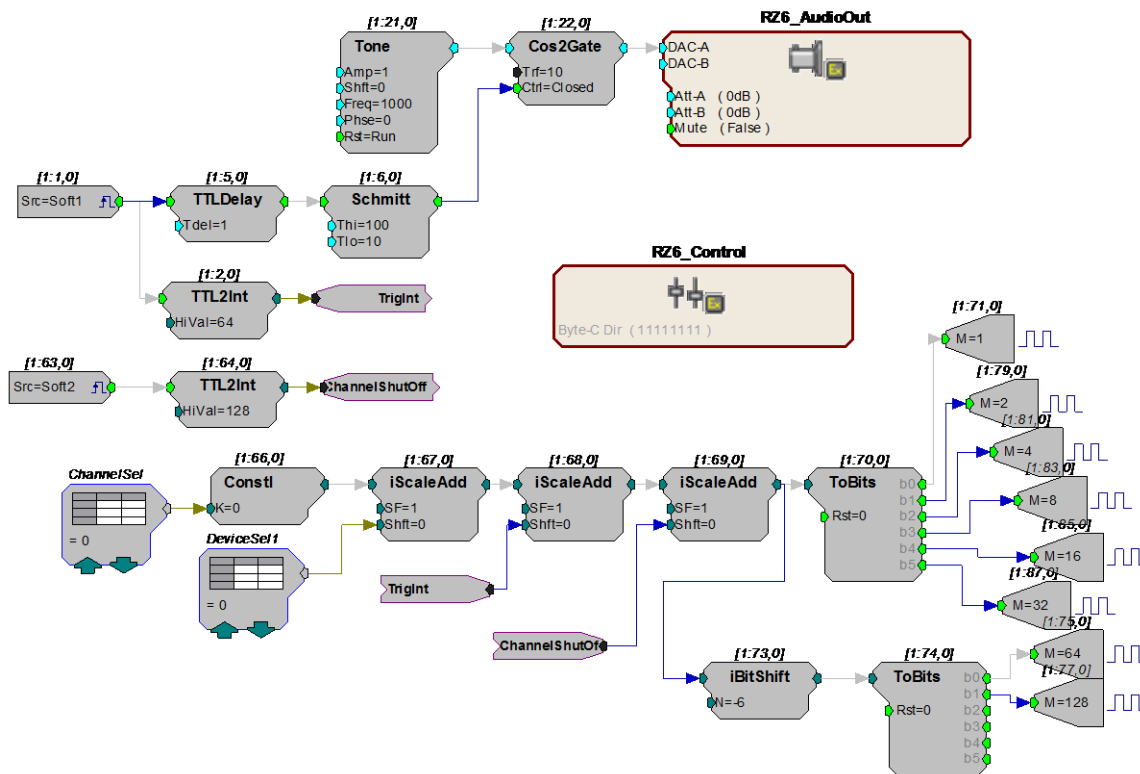 [1:21,0]
Tone
Amp=1
Shft=0
Freq=1000
Phse=0
Rst=Run
[1:22,0]
Cos2Gate
Trf=10
Ctrl=Closed
RZ6_AudioOut
DAC-A
DAC-B
Att-A ( 0dB )
Att-B ( 0dB )
Mute (False)
[1:1,0]
Src=Soft1
[1:5,0]
TTLDelay
Tdel=1
[1:6,0]
Schmitt
Thi=100
Tlo=10
[1:2,0]
TTL2Int
HiVal=64
TrigInt
RZ6_Control
Byte-C Dir ( 11111111 )
[1:63,0]
Src=Soft2
[1:64,0]
TTL2Int
HiVal=128
ChannelShutOff
ChannelSel
= 0
[1:66,0]
ConstI
K=0
DeviceSel1
= 0
[1:67,0]
iScaleAdd
SF=1
Shft=0
[1:68,0]
iScaleAdd
SF=1
Shft=0
[1:69,0]
iScaleAdd
SF=1
Shft=0
TrigInt
ChannelShutOf
[1:70,0]
ToBits
Rst=0
b0
b1
b2
b3
b4
b5
[1:71,0]
M=1
[1:79,0]
M=2
[1:81,0]
M=4
[1:83,0]
M=8
[1:85,0]
M=16
[1:87,0]
M=32
[1:75,0]
M=64
[1:77,0]
M=128
[1:73,0]
iBitShift
N=-6
[1:74,0]
ToBits
Rst=0
b0
b1
b2
b3
b4
b5